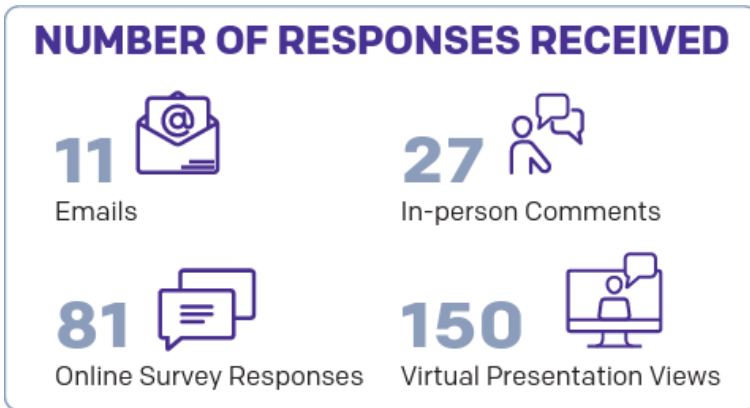 NUMBER OF RESPONSES RECEIVED
11
Emails
27
In-person Comments
81
Online Survey Responses
150
Virtual Presentation Views